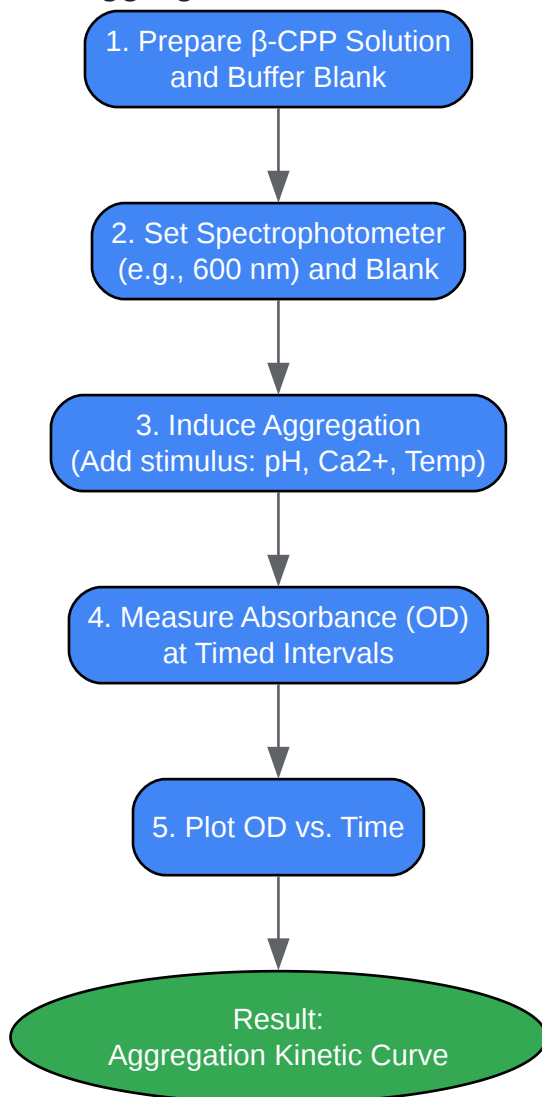 1. Prepare β-CPP Solution
and Buffer Blank
2. Set Spectrophotometer
(e.g., 600 nm) and Blank
3. Induce Aggregation
(Add stimulus: pH, Ca2+, Temp)
4. Measure Absorbance (OD)
at Timed Intervals
5. Plot OD vs. Time
Result:
Aggregation Kinetic Curve